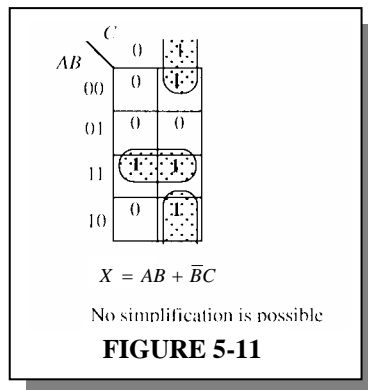 C
0 1
AB
00 0 1
01 0 0
11 1 1
10 0 1
X = AB + B̅C
No simplification is possible
FIGURE 5-11